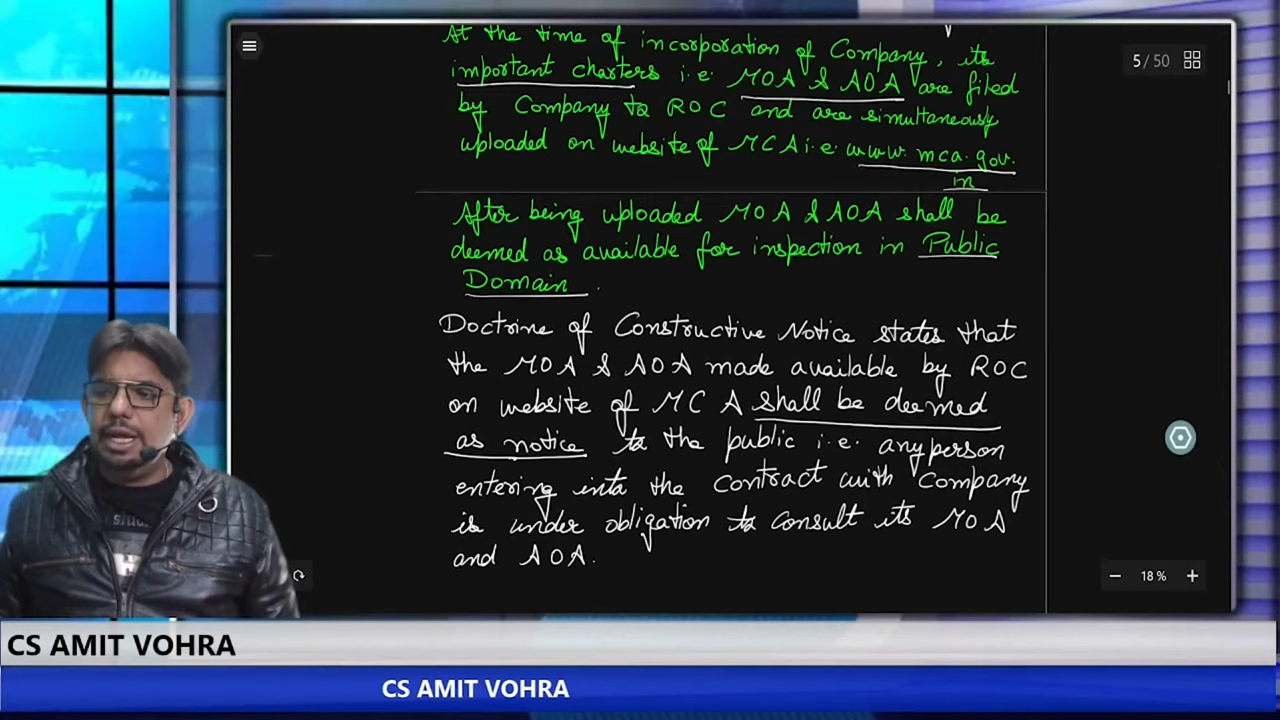 At the time of incorporation of Company, its
important charters i.e. MOA & AOA are filed
by Company to ROC and are simultaneously
uploaded on website of MCA i.e. www.mca.gov.
in
After being uploaded MOA & AOA shall be
deemed as available for inspection in Public
Domain.
Doctrine of Constructive Notice states that
the MOA & AOA made available by ROC
on website of MCA shall be deemed
as notice to the public i.e. any person
entering into the contract with Company
is under obligation to consult its MOA
and AOA.
5 / 50
18 %
CS AMIT VOHRA
CS AMIT VOHRA